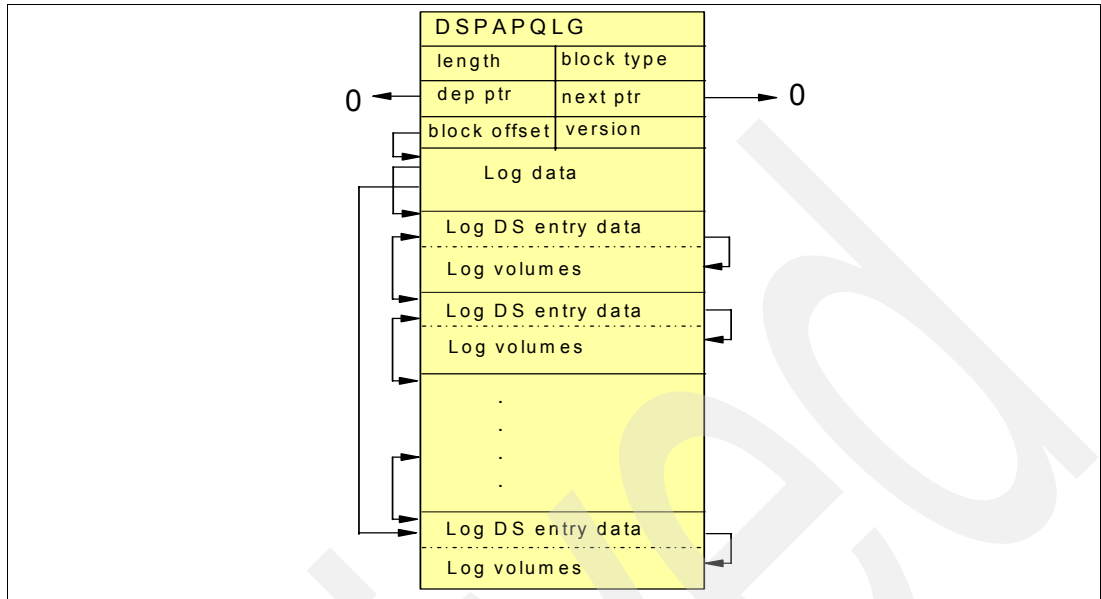 DSPAPQLG
length block type
0 dep ptr next ptr 0
block offset version
Log data
Log DS entry data
Log volumes
Log DS entry data
Log volumes
.
.
.
.
Log DS entry data
Log volumes